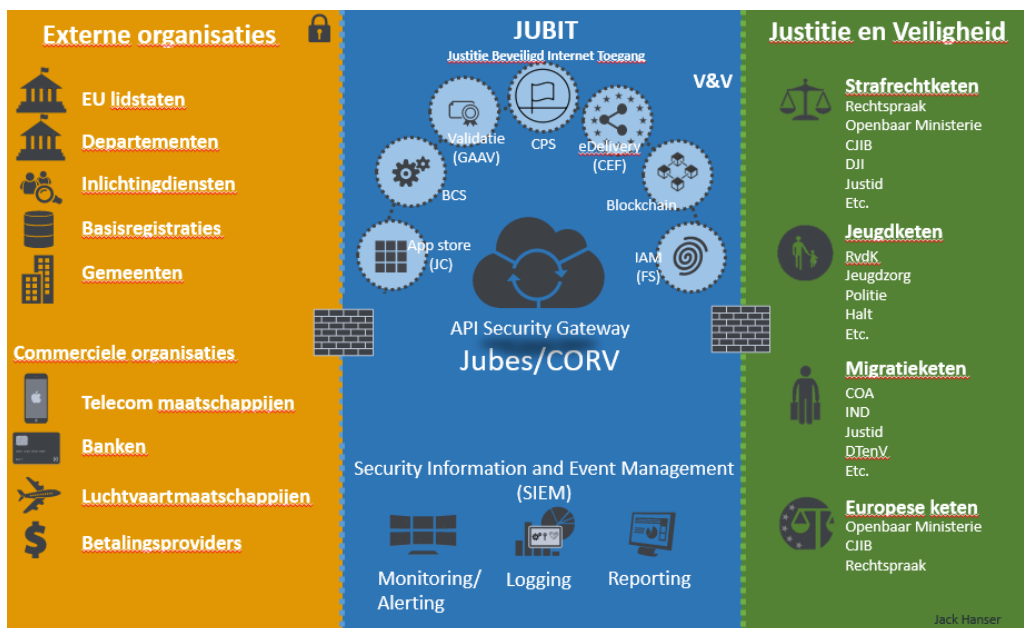 Externe organisaties
EU lidstaten
Departementen
Inlichtingdiensten
Basisregistraties
Gemeenten
Commerciele organisaties
Telecom maatschappijen
Banken
Luchtvaartmaatschappijen
Betalingsproviders
JUBIT
Justitie Beveiligd Internet Toegang
V&V
Validatie
(GAAV)
CPS
eDelivery
(CEF)
BCS
Blockchain
App store
(JC)
IAM
(FS)
API Security Gateway
Jubes/CORV
Security Information and Event Management
(SIEM)
Monitoring/
Alerting
Logging
Reporting
Justitie en Veiligheid
Strafrechtketen
Rechtspraak
Openbaar Ministerie
CJIB
DJI
Justid
Etc.
Jeugdketen
RvdK
Jeugdzorg
Politie
Halt
Etc.
Migratieketen
COA
IND
Justid
DTenV
Etc.
Europese keten
Openbaar Ministerie
CJIB
Rechtspraak
Jack Hanser